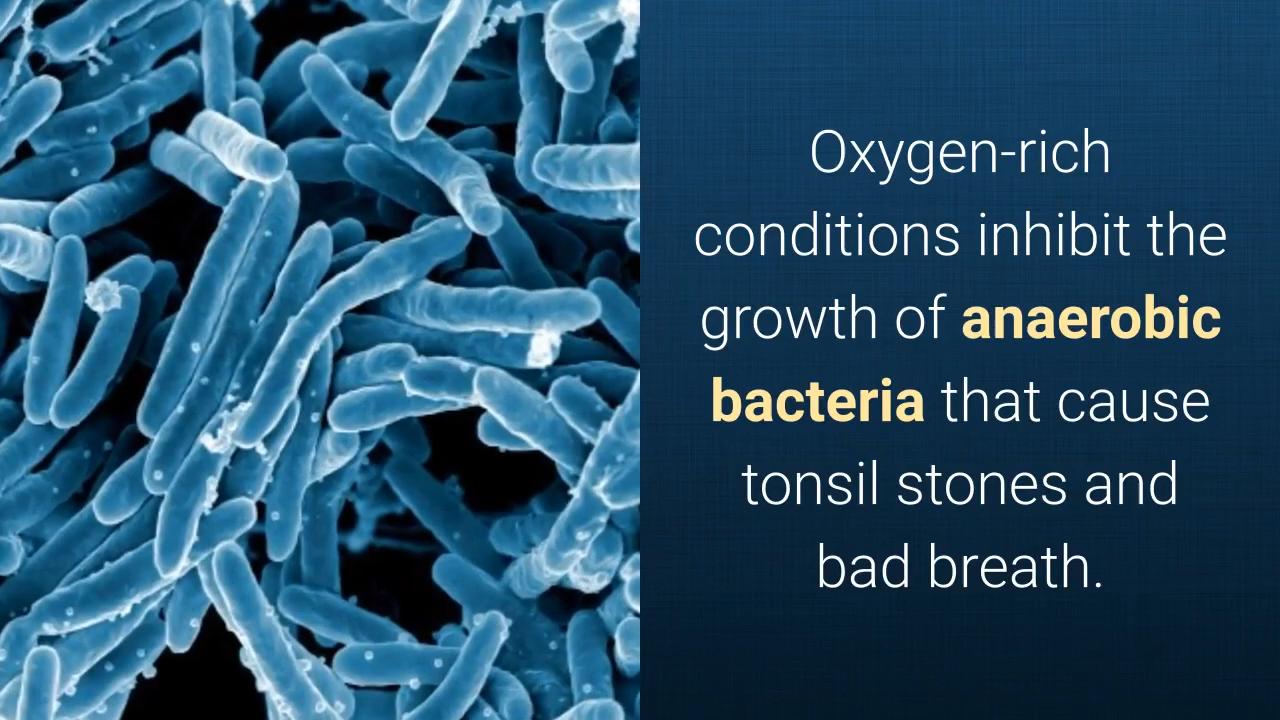 Oxygen-rich
conditions inhibit the
growth of anaerobic
bacteria that cause
tonsil stones and
bad breath.